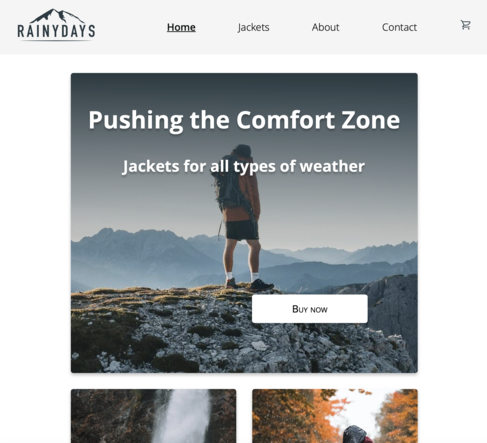 RAINYDAYS
Home Jackets About Contact
Pushing the Comfort Zone
Jackets for all types of weather
Buy now